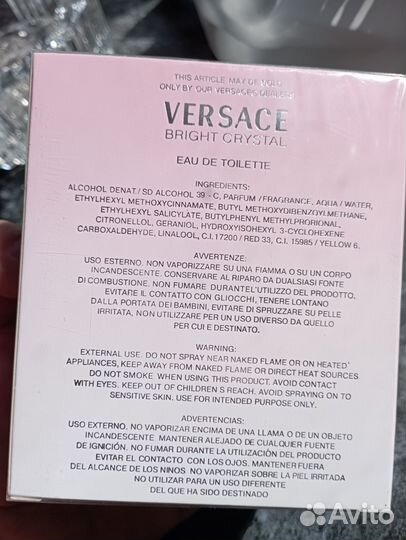 THIS ARTICLE MAY BE SOLD
ONLY BY OUR VERSACE'S DEALERS
VERSACE
BRIGHT CRYSTAL
EAU DE TOILETTE
INGREDIENTS:
ALCOHOL DENAT./ SD ALCOHOL 39 - C, PARFUM / FRAGRANCE, AQUA / WATER,
ETHYLHEXYL METHOXYCINNAMATE, BUTYL METHOXYDIBENZOYLMETHANE,
ETHYLHEXYL SALICYLATE, BUTYLPHENYL METHYLPRORIONAL,
CITRONELLOL, GERANIOL, HYDROXYISOHEXYL 3-CYCLOHEXENE
CARBOXALDEHYDE, LINALOOL, C.I. 17200 / RED 33, C.I. 15985 / YELLOW 6.
AVVERTENZE:
USO ESTERNO. NON VAPORIZZARE SU UNA FIAMMA O SU UN CORPO
INCANDESCENTE. CONSERVARE AL RIPARO DA DUALSIASI FONTE
DI COMBUSTIONE. NON FUMARE DURANTEL'UTILIZZO DEL PRODOTTO.
EVITARE IL CONTATTO CON GLIOCCHI, TENERE LONTANO
DALLA PORTATA DEI BAMBINI, EVITARE DI SPRUZZARE SU PELLE
IRRITATA, NON UTILIZZARE PER UN USO DIVERSO DA QUELLO
PER CUI E DESTINATO.
WARNING:
EXTERNAL USE. DO NOT SPRAY NEAR NAKED FLAME OR ON HEATED
APPLIANCES, KEEP AWAY FROM NAKED FLAME OR DIRECT HEAT SOURCES
DO NOT SMOKE WHEN USING THIS PRODUCT. AVOID CONTACT
WITH EYES. KEEP OUT OF CHILDREN S REACH. AVOID SPRAYING ON TO
SENSITIVE SKIN. USE FOR INTENDED PURPOSE ONLY.
ADVERTENCIAS:
USO EXTERNO. NO VAPORIZAR ENCIMA DE UNA LLAMA O DE UN OBJETO
INCANDESCENTE MANTENER ALEJADO DE CUALQUIER FUENTE
DE IGNICIÓN. NO FUMAR DURANTE LA UTILIZACIÓN DEL PRODUCTO
EVITAR EL CONTACTO CON LOS OJOS. MANTENER FUERA
DEL ALCANCE DE LOS NINOS. NO VAPORIZAR SOBRE LA PIEL IRRITADA
NO UTILIZAR PARA UN USO DIFERENTE
DEL QUE HA SIDO DESTINADO
Avito